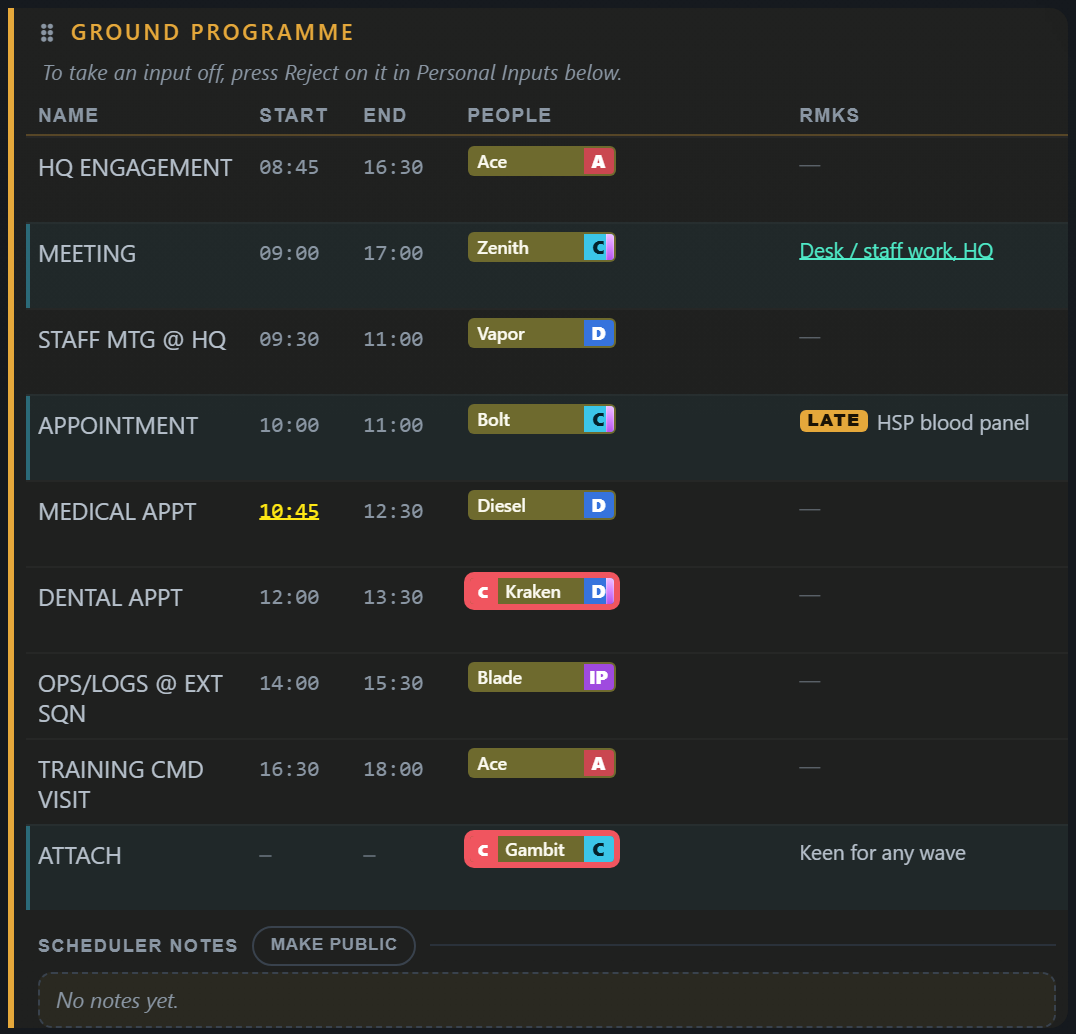 GROUND PROGRAMME
To take an input off, press Reject on it in Personal Inputs below.
NAME START END PEOPLE RMKS
HQ ENGAGEMENT 08:45 16:30 Ace A —
MEETING 09:00 17:00 Zenith C Desk / staff work, HQ
STAFF MTG @ HQ 09:30 11:00 Vapor D —
APPOINTMENT 10:00 11:00 Bolt C LATE HSP blood panel
MEDICAL APPT 10:45 12:30 Diesel D —
DENTAL APPT 12:00 13:30 c Kraken D —
OPS/LOGS @ EXT 14:00 15:30 Blade IP —
SQN
TRAINING CMD 16:30 18:00 Ace A —
VISIT
ATTACH – – c Gambit C Keen for any wave
SCHEDULER NOTES MAKE PUBLIC
No notes yet.